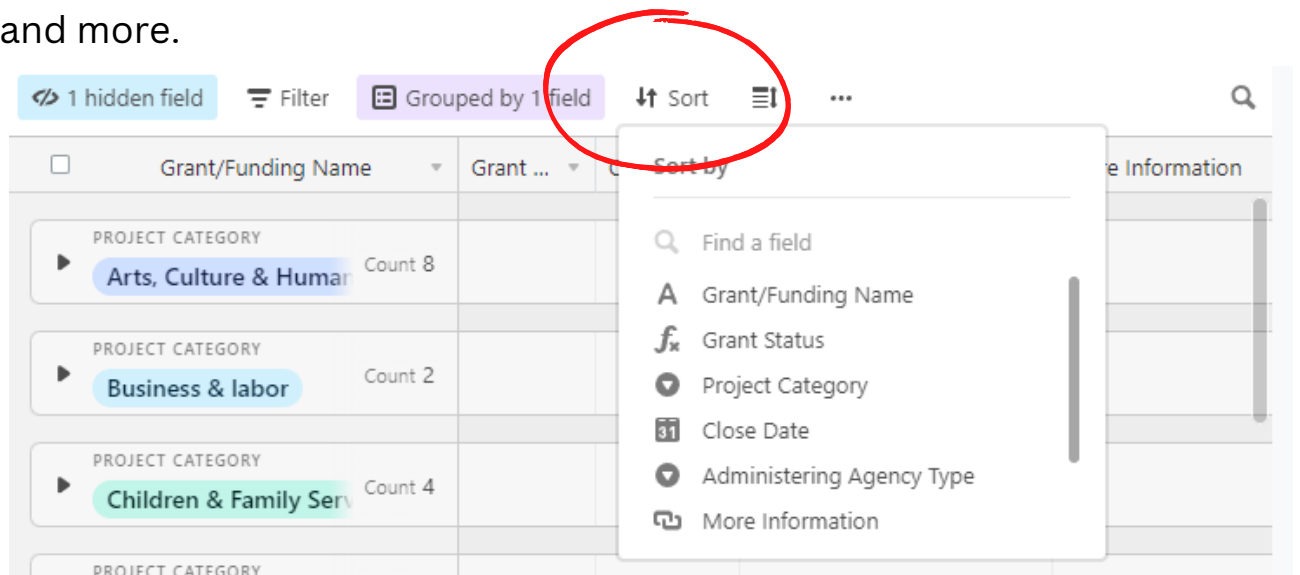 and more.
1 hidden field Filter Grouped by 1 field Sort
Grant/Funding Name Grant ... Sort by e Information
PROJECT CATEGORY
Arts, Culture & Human Count 8
Find a field
Grant/Funding Name
Grant Status
PROJECT CATEGORY
Business & labor Count 2
Project Category
Close Date
PROJECT CATEGORY
Children & Family Serv Count 4
Administering Agency Type
More Information
PROJECT CATEGORY